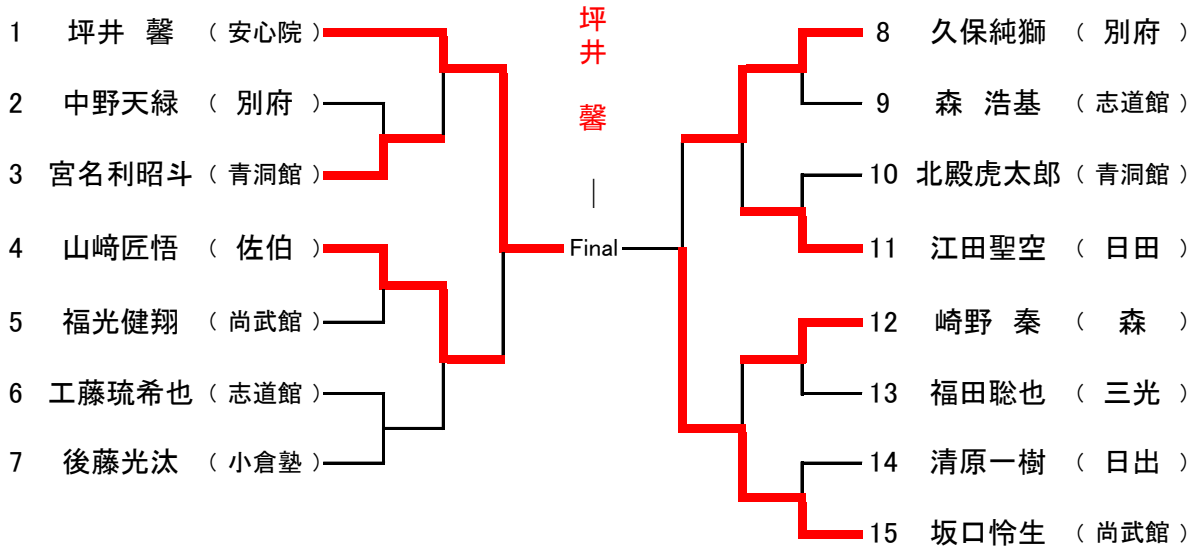 1 坪井 馨 （ 安心院 ）
2 中野天緑 （ 別府 ）
3 宮名利昭斗 （ 青洞館 ）
4 山﨑匠悟 （ 佐伯 ）
5 福光健翔 （ 尚武館 ）
6 工藤琉希也 （ 志道館 ）
7 後藤光汰 （ 小倉塾 ）
坪井 馨
｜
Final
8 久保純獅 （ 別府 ）
9 森 浩基 （ 志道館 ）
10 北殿虎太郎 （ 青洞館 ）
11 江田聖空 （ 日田 ）
12 崎野 秦 （ 森 ）
13 福田聡也 （ 三光 ）
14 清原一樹 （ 日出 ）
15 坂口怜生 （ 尚武館 ）